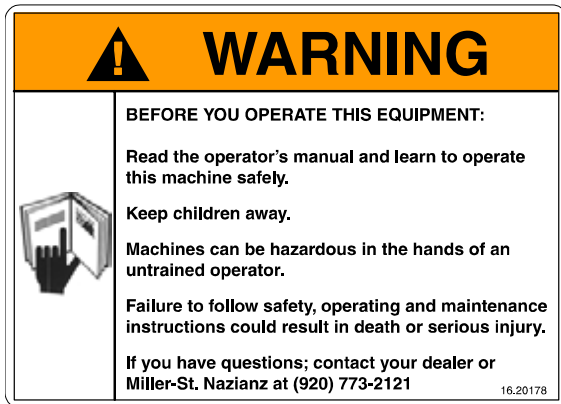 WARNING
BEFORE YOU OPERATE THIS EQUIPMENT:
Read the operator's manual and learn to operate
this machine safely.
Keep children away.
Machines can be hazardous in the hands of an
untrained operator.
Failure to follow safety, operating and maintenance
instructions could result in death or serious injury.
If you have questions; contact your dealer or
Miller-St. Nazianz at (920) 773-2121
16.20178